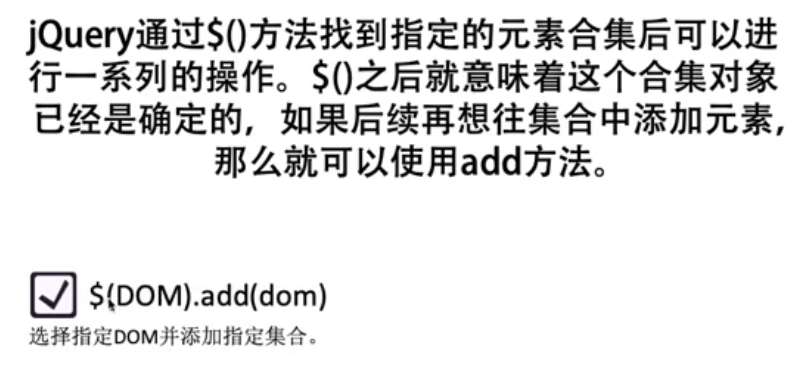 jQuery通过$()方法找到指定的元素合集后可以进
行一系列的操作。$()之后就意味着这个合集对象
已经是确定的，如果后续再想往集合中添加元素,
那么就可以使用add方法。
$(DOM).add(dom)
选择指定DOM并添加指定集合。